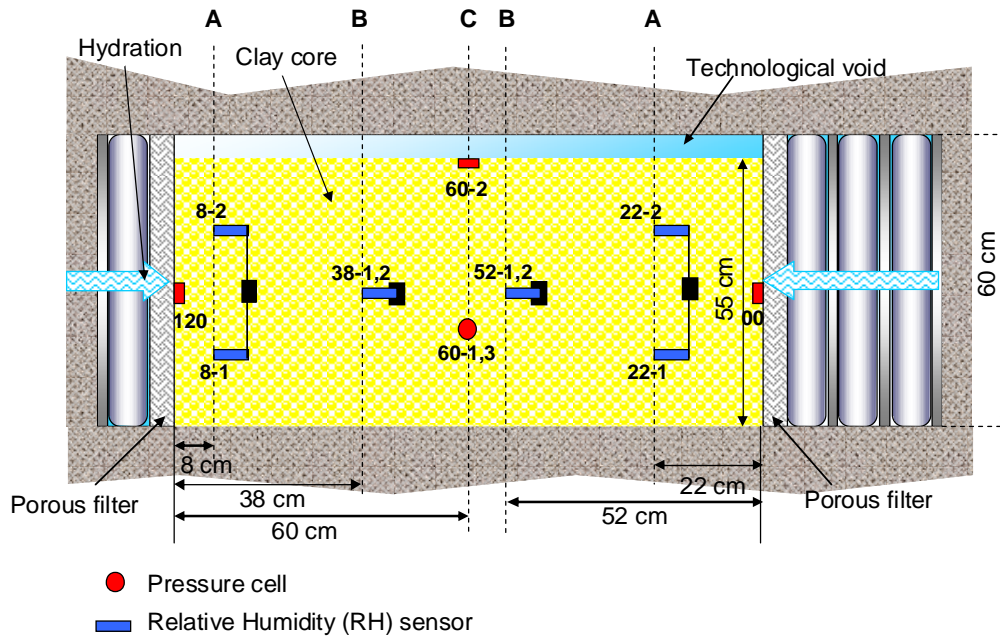 A B C B A
Hydration
Clay core
Technological void
60-2
8-2
22-2
38-1,2
52-1,2
55 cm
60 cm
120
00
60-1,3
8-1
22-1
8 cm
22 cm
Porous filter
38 cm
Porous filter
52 cm
60 cm
Pressure cell
Relative Humidity (RH) sensor